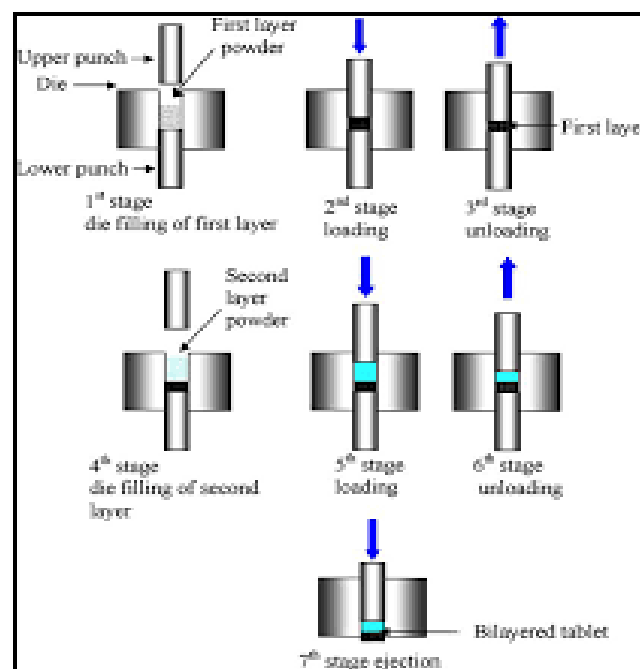 First layer
powder
Upper punch
Die
Lower punch
First laye
1st stage
die filling of first layer
2nd stage
loading
3rd stage
unloading
Second
layer
powder
4th stage
die filling of second
layer
5th stage
loading
6th stage
unloading
Bilayered tablet
7th stage ejection